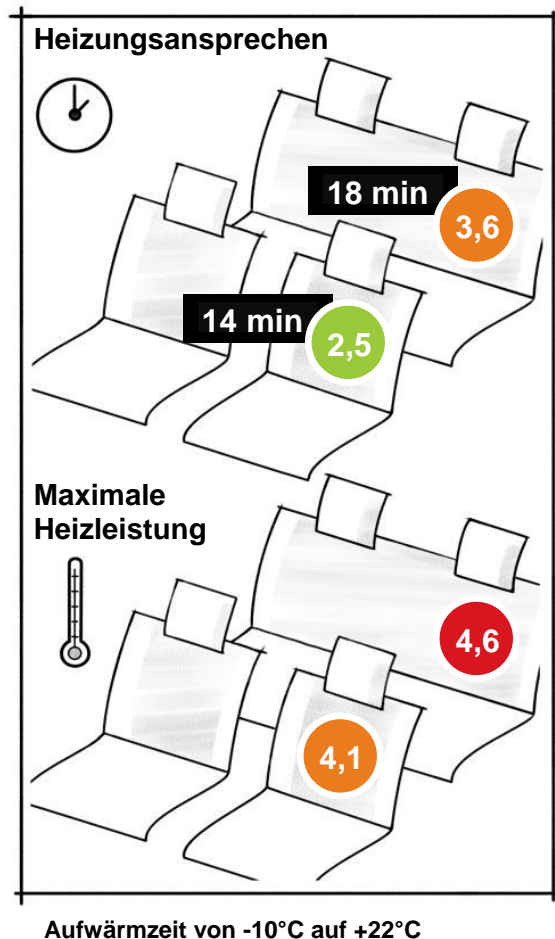 Heizungsansprechen
18 min
3,6
14 min
2,5
Maximale
Heizleistung
4,6
4,1
Aufwärmzeit von -10°C auf +22°C